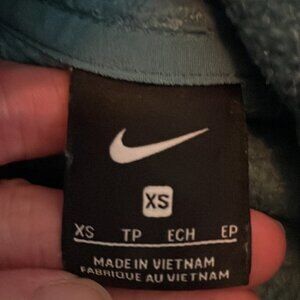 XS
XS TP ECH EP
MADE IN VIETNAM
FABRIQUE AU VIETNAM